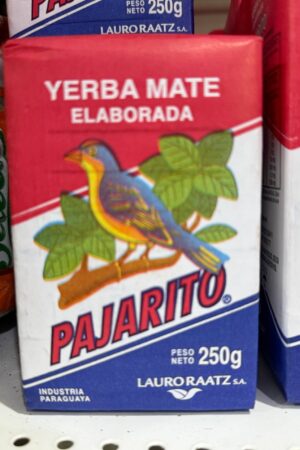 PESO
NETO 250g
LAURO RAATZ S.A.
YERBA MATE
ELABORADA
PAJARITO®
PESO
NETO 250g
LAURO RAATZ S.A.
INDUSTRIA
PARAGUAYA